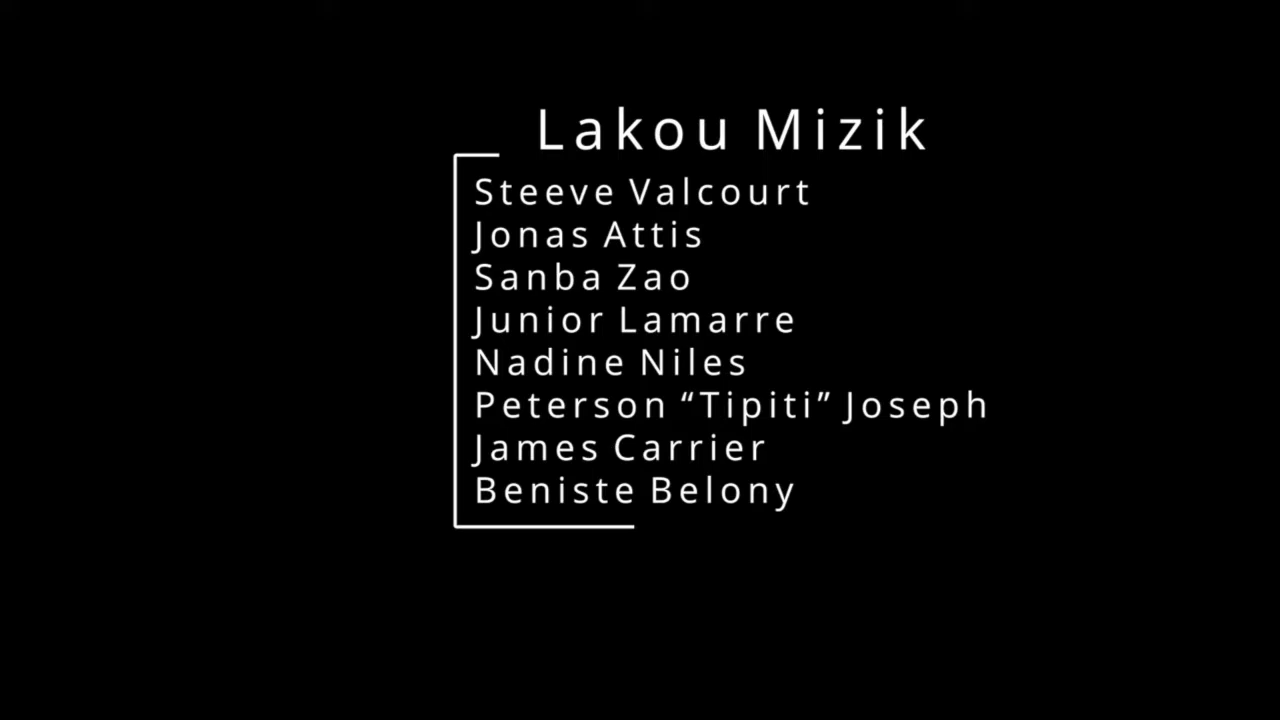 Lakou Mizik
Steeve Valcourt
Jonas Attis
Sanba Zao
Junior Lamarre
Nadine Niles
Peterson “Tipiti” Joseph
James Carrier
Beniste Belony